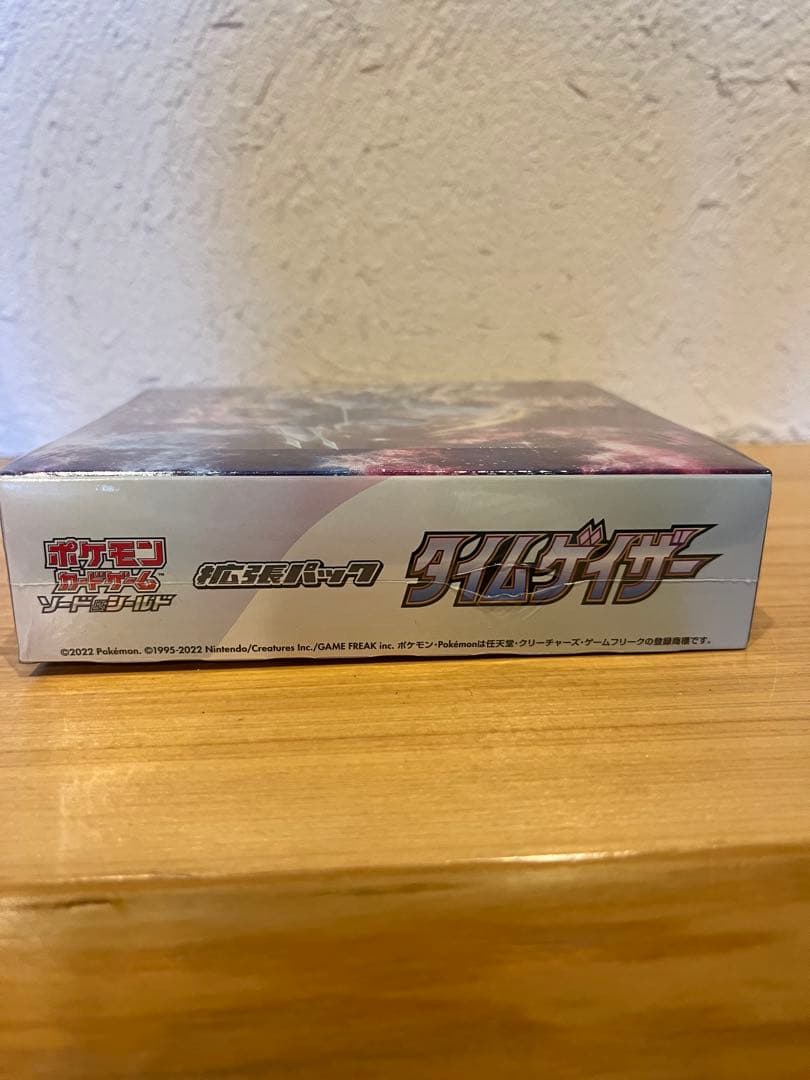 ポケモン
カードゲーム
ソード&シールド
拡張パック
タイムゲイザー
©2022 Pokémon. ©1995-2022 Nintendo/Creatures Inc./GAME FREAK inc. ポケモン・Pokémonは任天堂・クリーチャーズ・ゲームフリークの登録商標です。